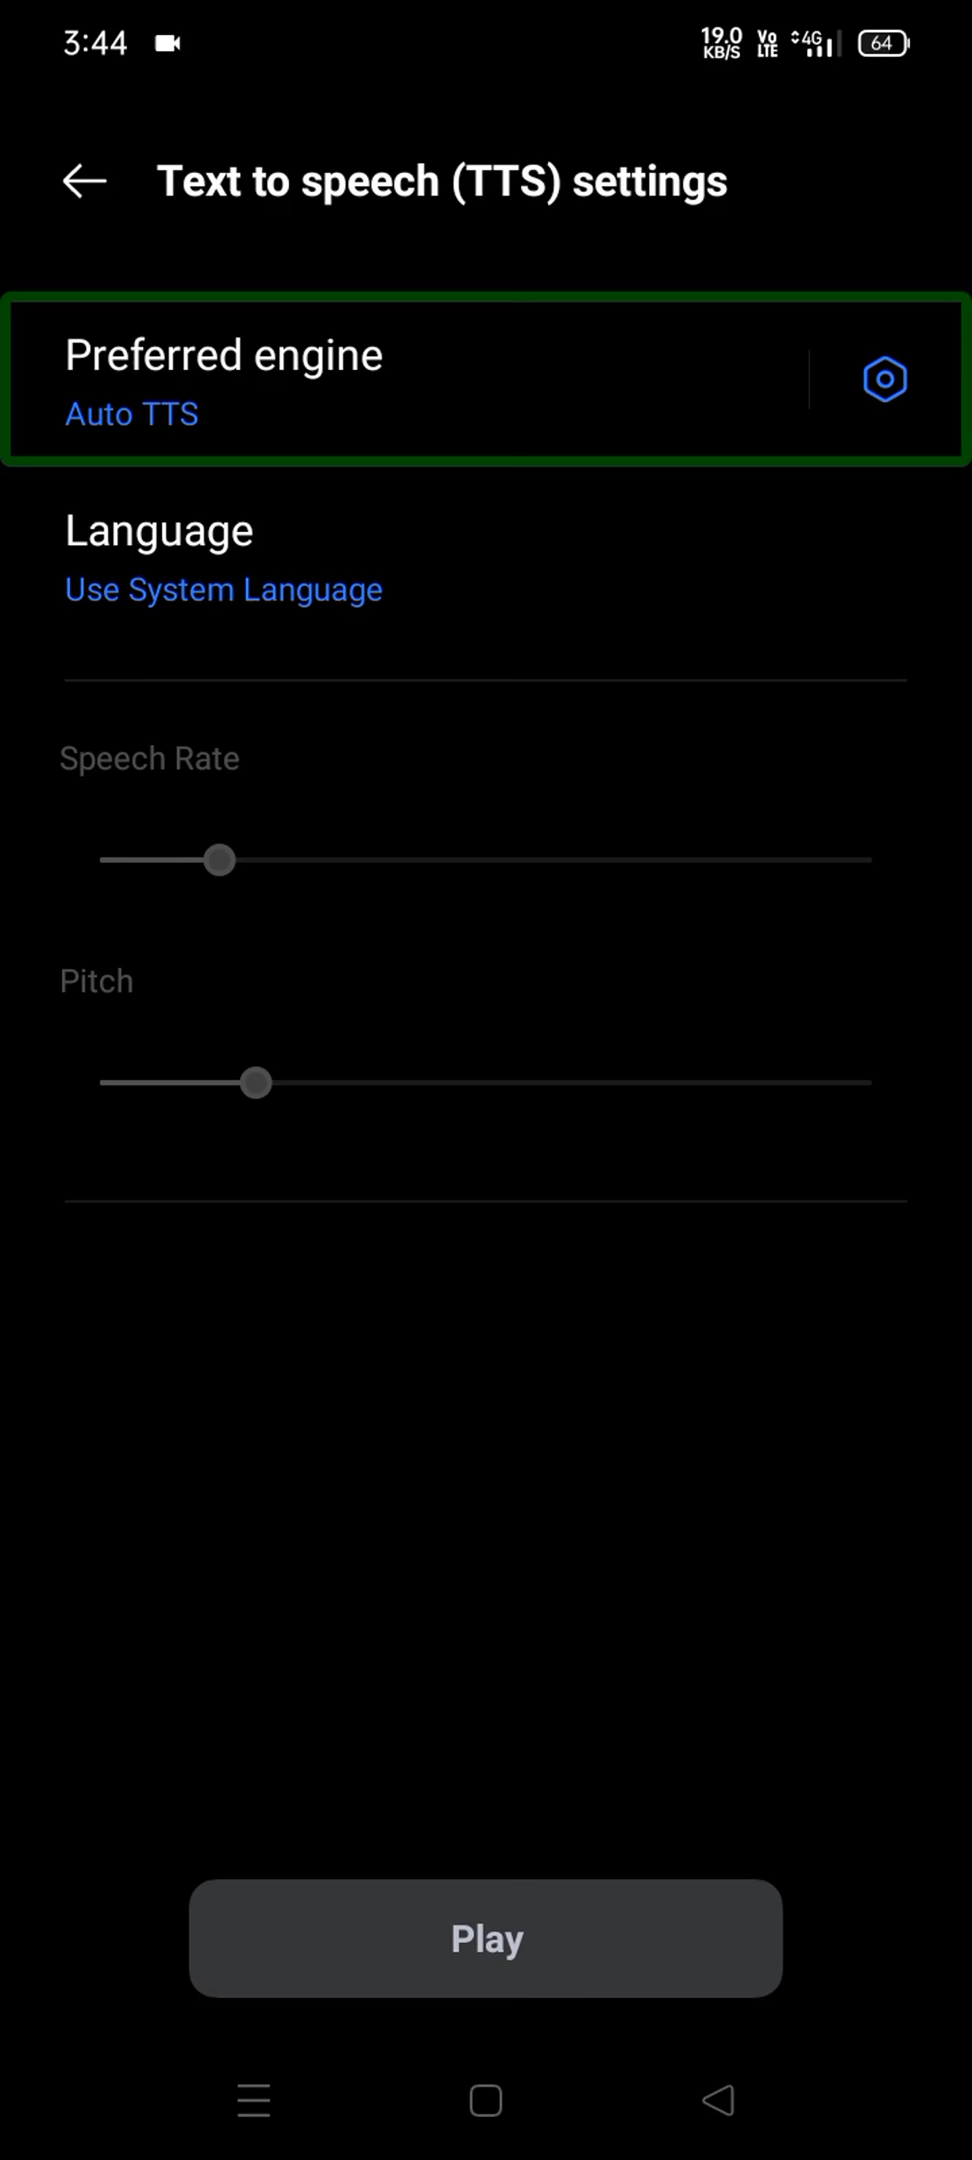 3:44
19.0 KB/S Vo LTE 4G 64
Text to speech (TTS) settings
Preferred engine
Auto TTS
Language
Use System Language
Speech Rate
Pitch
Play